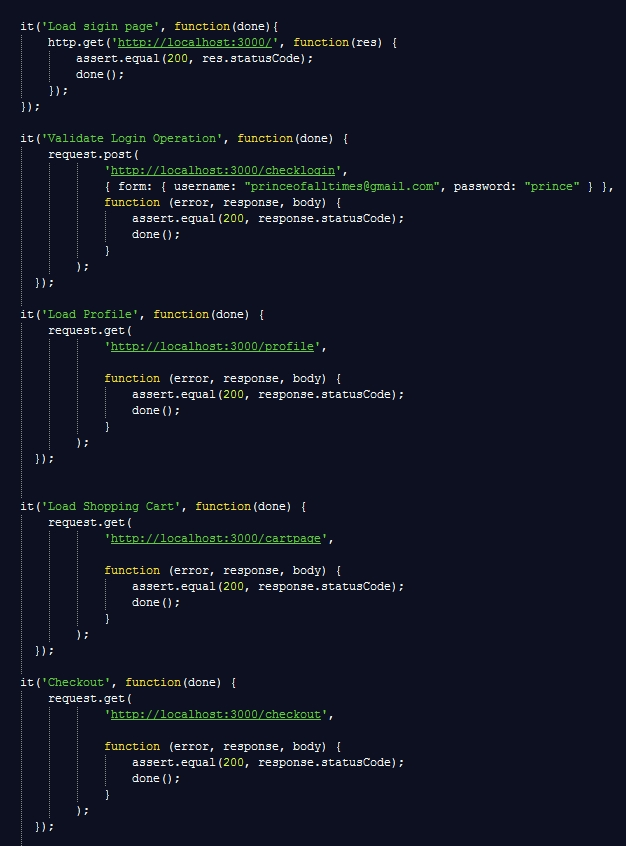 it('Load sigin page', function(done){
http.get('http://localhost:3000/', function(res) {
assert.equal(200, res.statusCode);
done();
});
});
it('Validate Login Operation', function(done) {
request.post(
'http://localhost:3000/checklogin',
{ form: { username: "princeofalltimes@gmail.com", password: "prince" } },
function (error, response, body) {
assert.equal(200, response.statusCode);
done();
}
);
});
it('Load Profile', function(done) {
request.get(
'http://localhost:3000/profile',
function (error, response, body) {
assert.equal(200, response.statusCode);
done();
}
);
});
it('Load Shopping Cart', function(done) {
request.get(
'http://localhost:3000/cartpage',
function (error, response, body) {
assert.equal(200, response.statusCode);
done();
}
);
});
it('Checkout', function(done) {
request.get(
'http://localhost:3000/checkout',
function (error, response, body) {
assert.equal(200, response.statusCode);
done();
}
);
});